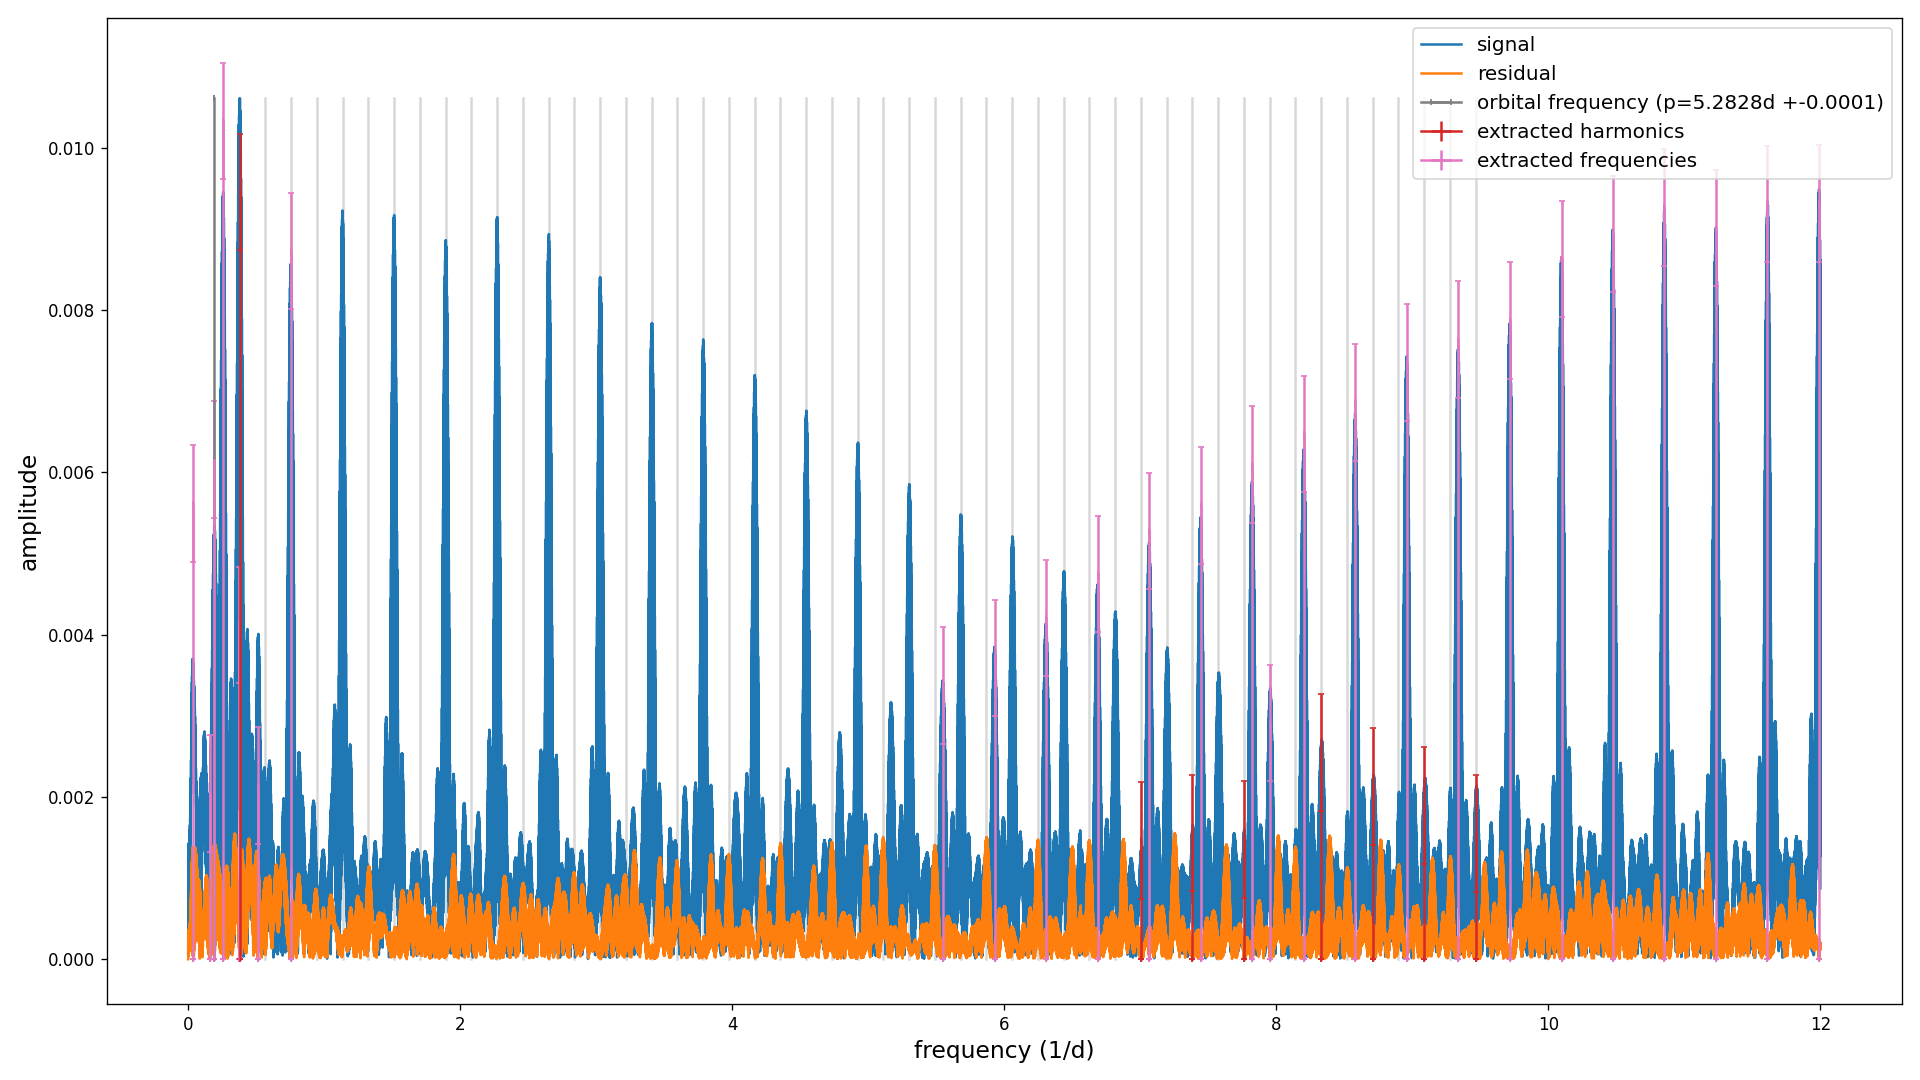 signal
residual
orbital frequency (p=5.2828d +-0.0001)
extracted harmonics
extracted frequencies
0.010
0.008
0.006
0.004
0.002
0.000
amplitude
0 2 4 6 8 10 12
frequency (1/d)